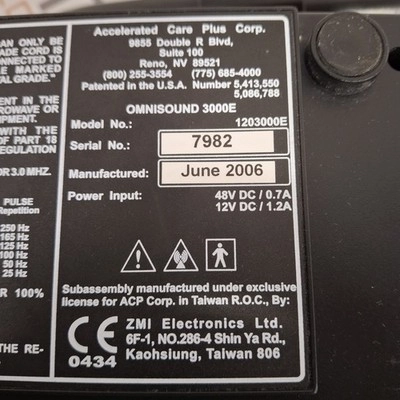 Accelerated Care Plus Corp.
9855 Double R Blvd,
Suite 100
Reno, NV 89521
(800) 255-3554 (775) 685-4000
Patented in the U.S.A. Number 5,413,550
5,086,788
OMNISOUND 3000E
Model No.: 1203000E
Serial No.: 7982
Manufactured: June 2006
Power Input: 48V DC / 0.7A
12V DC / 1.2A
Subassembly manufactured under exclusive
license for ACP Corp. in Taiwan R.O.C., By:
CE 0434
ZMI Electronics Ltd.
6F-1, NO.286-4 Shin Ya Rd.,
Kaohsiung, Taiwan 806
AN ONLY BE
ADE CORD IS
ONNECTED TO
E MARKED
AL GRADE."
ENT IN THE
ROWAVE OR
IPMENT.
WITH THE
OF PART 18
REGULATION
OR 3.0 MHZ.
PULSE
Repetition
250 Hz
165 Hz
125 Hz
100 Hz
50 Hz
25 Hz
R 100%
THE RE-